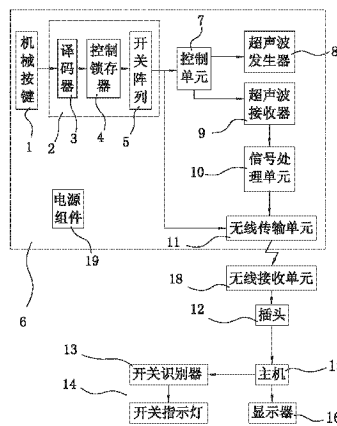 机械按键
译码器
控制锁存器
开关阵列
7
控制单元
超声波发生器
8
超声波接收器
1
2
3
4
5
9
信号处理单元
10
电源组件
19
无线传输单元
11
6
无线接收单元
18
插头
12
13
开关识别器
主机
14
开关指示灯
显示器
16